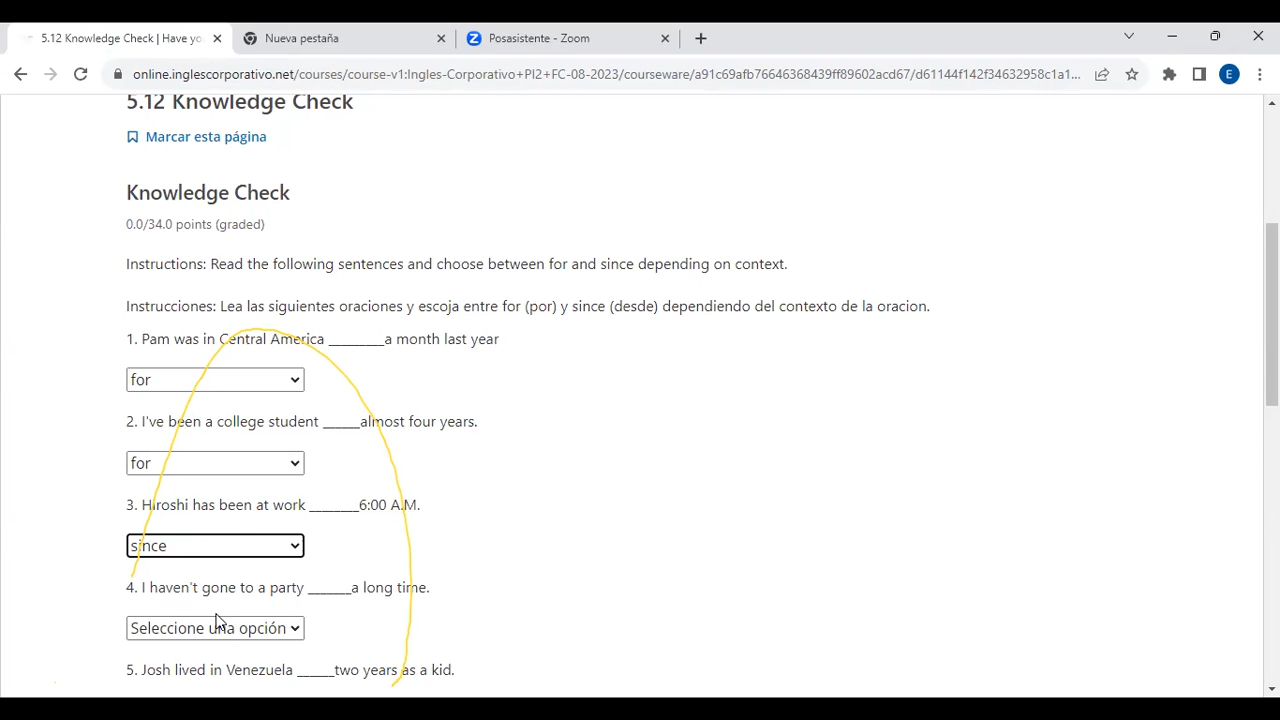 5.12 Knowledge Check | Have yo
Nueva pestaña
Posasistente - Zoom
online.inglescorporativo.net/courses/course-v1:Ingles-Corporativo+PI2+FC-08-2023/courseware/a91c69afb76646368439ff89602acd67/d61144f142f34632958c1a1...
E
5.12 Knowledge Check
Marcar esta página
Knowledge Check
0.0/34.0 points (graded)
Instructions: Read the following sentences and choose between for and since depending on context.
Instrucciones: Lea las siguientes oraciones y escoja entre for (por) y since (desde) dependiendo del contexto de la oracion.
1. Pam was in Central America _________a month last year
for
2. I've been a college student ______almost four years.
for
3. Hiroshi has been at work ________6:00 A.M.
since
4. I haven't gone to a party _______a long time.
Seleccione una opción
5. Josh lived in Venezuela ______two years as a kid.